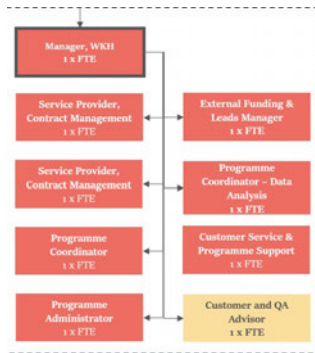 Manager, WKH
1 x FTE
Service Provider,
Contract Management
1 x FTE
External Funding &
Leads Manager
1 x FTE
Service Provider,
Contract Management
1 x FTE
Programme
Coordinator – Data
Analysis
1 x FTE
Programme
Coordinator
1 x FTE
Customer Service &
Programme Support
1 x FTE
Programme
Administrator
1 x FTE
Customer and QA
Advisor
1 x FTE